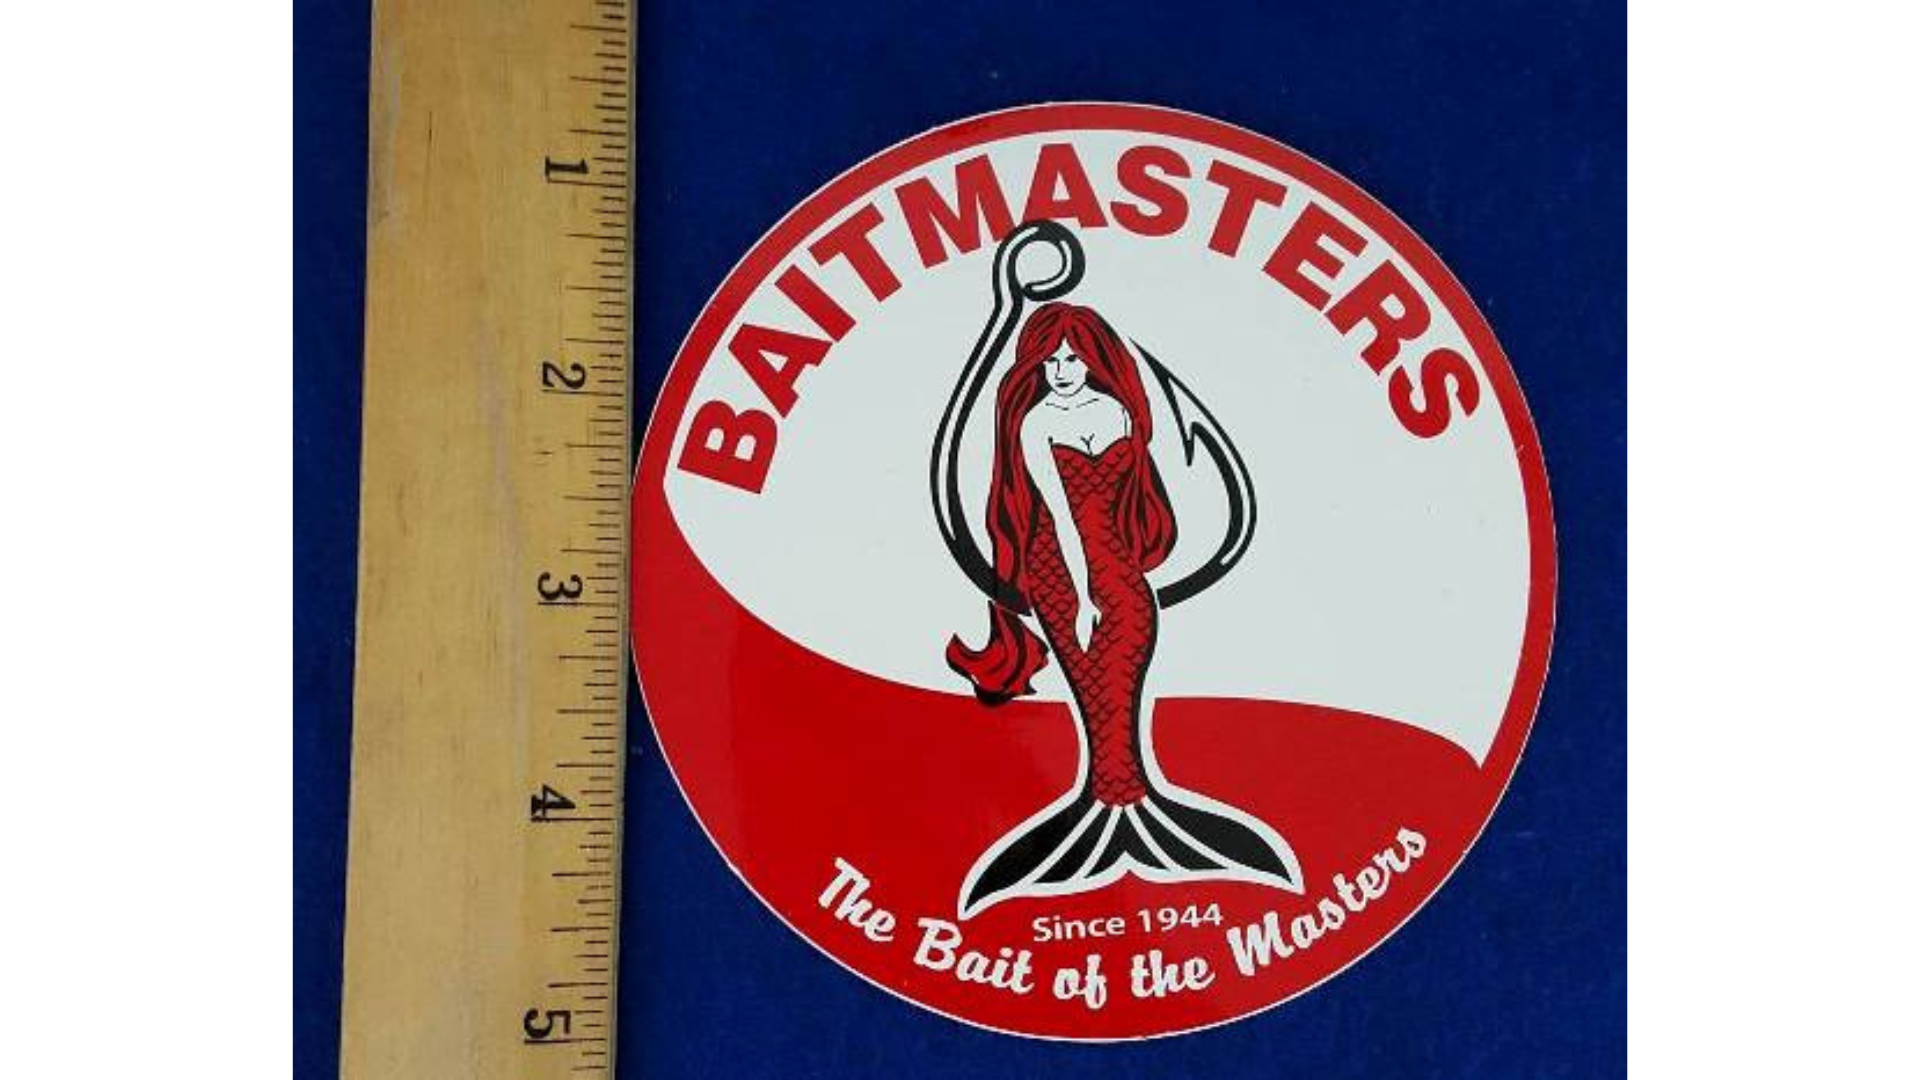 1
2
3
4
5
BAITMASTERS
Since 1944
The Bait of the Masters